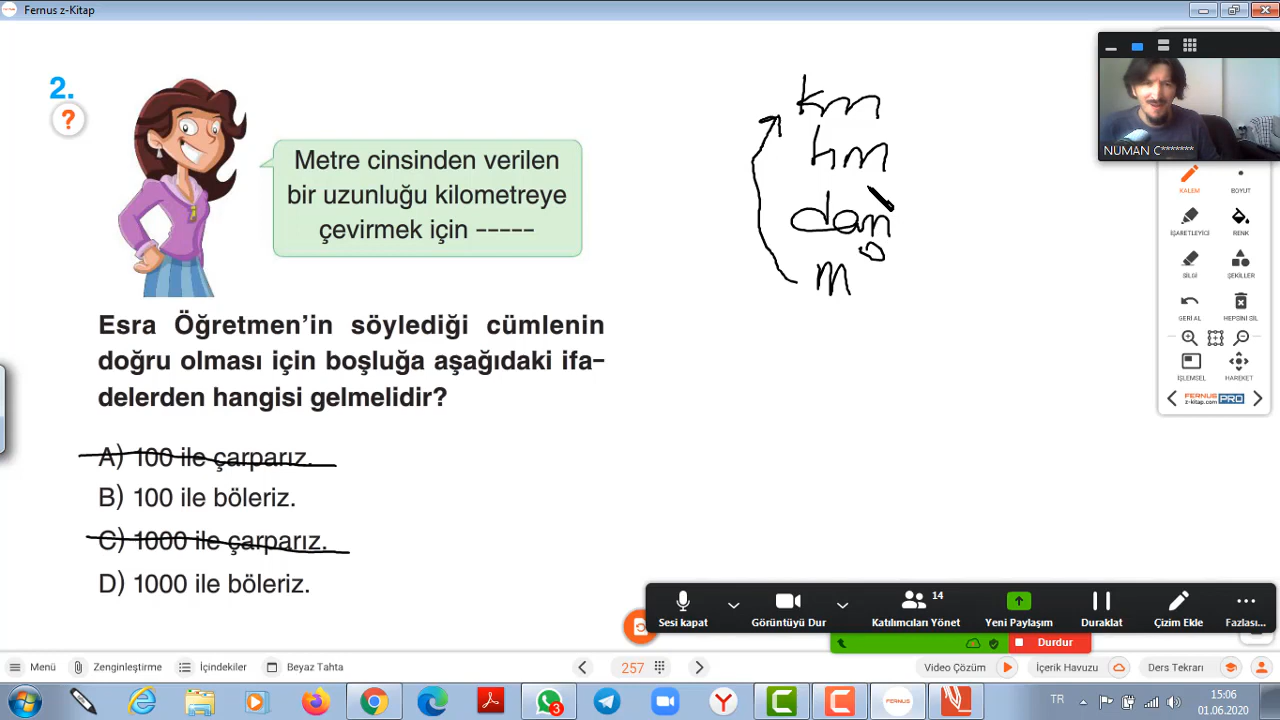 Fernus z-Kitap
2.
?
Metre cinsinden verilen
bir uzunluğu kilometreye
çevirmek için -----
km
hm
dam
m
NUMAN C*******
Esra Öğretmen’in söylediği cümlenin
doğru olması için boşluğa aşağıdaki ifa-
delerden hangisi gelmelidir?
A) 100 ile çarparız.
B) 100 ile böleriz.
C) 1000 ile çarparız.
D) 1000 ile böleriz.
KALEM
BOYUT
İŞARETLEYİCİ
RENK
SİLGİ
ŞEKİLLER
GERİ AL
HEPSİNİ SİL
İŞLEMSEL
HAREKET
FERNUS z-kitap.com PRO
14
Sesi kapat
Görüntüyü Dur
Katılımcıları Yönet
Yeni Paylaşım
Duraklat
Çizim Ekle
Fazlası...
Durdur
Menü
Zenginleştirme
İçindekiler
Beyaz Tahta
257
Video Çözüm
İçerik Havuzu
Ders Tekrarı
3
FERNUS
TR
15:06
01.06.2020